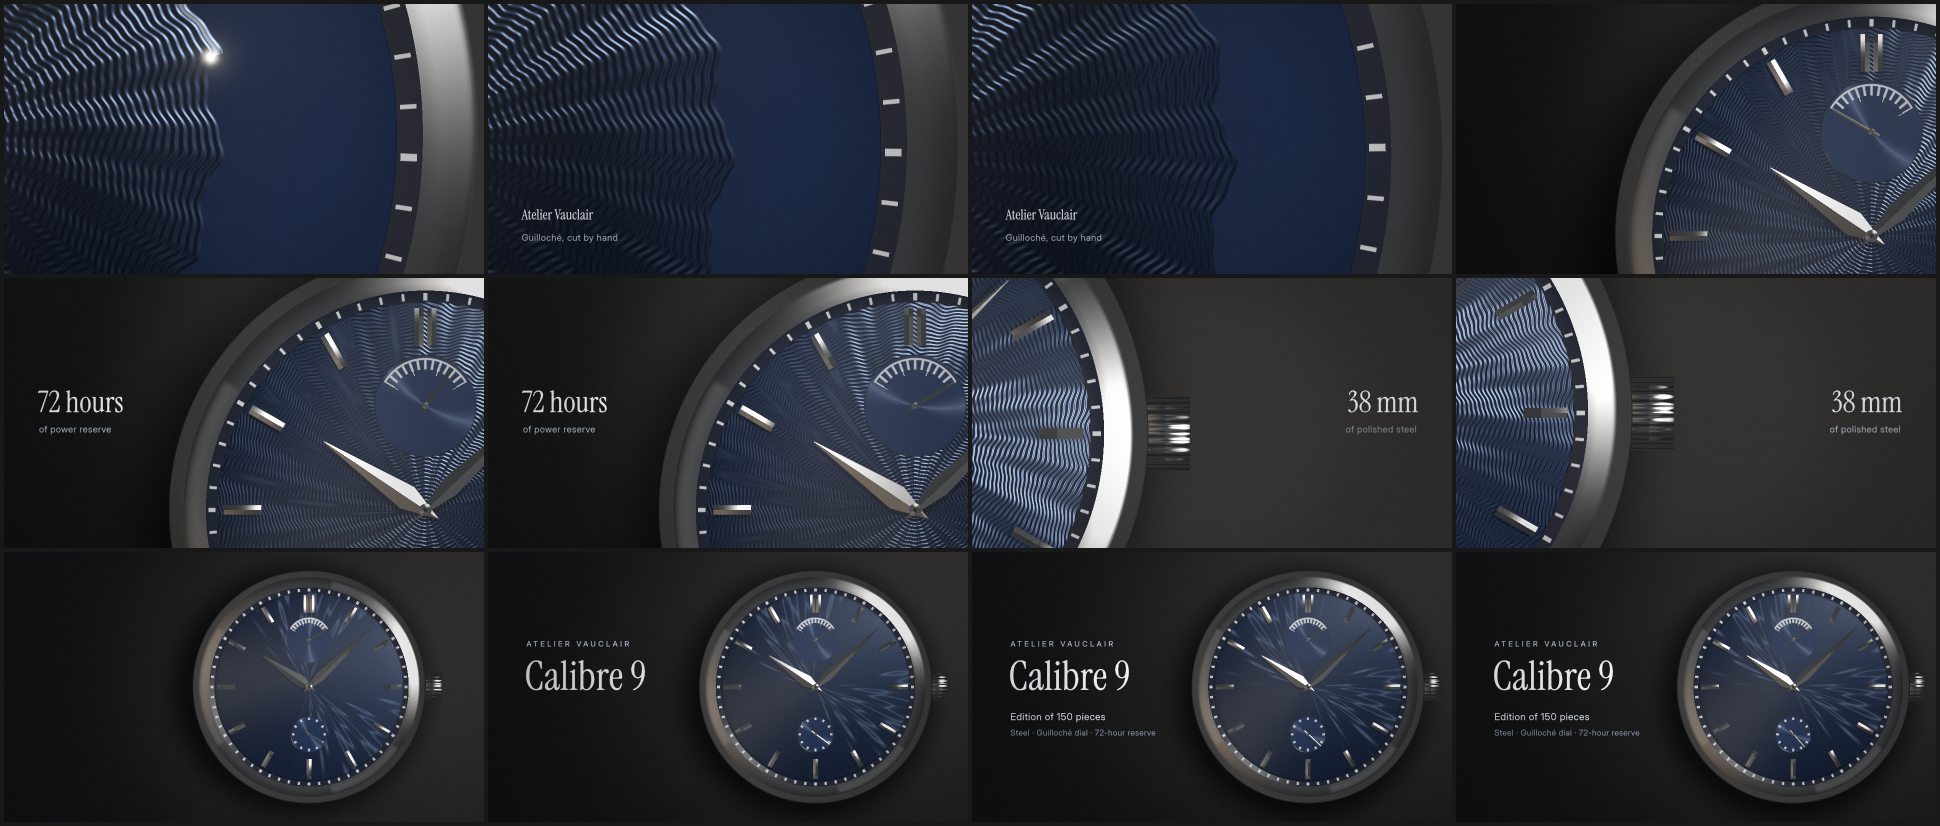 Atelier Vauclair
Guilloché, cut by hand
Atelier Vauclair
Guilloché, cut by hand
72 hours
of power reserve
72 hours
of power reserve
38 mm
of polished steel
38 mm
of polished steel
ATELIER VAUCLAIR
Calibre 9
ATELIER VAUCLAIR
Calibre 9
Edition of 150 pieces
Steel · Guilloché dial · 72-hour reserve
ATELIER VAUCLAIR
Calibre 9
Edition of 150 pieces
Steel · Guilloché dial · 72-hour reserve